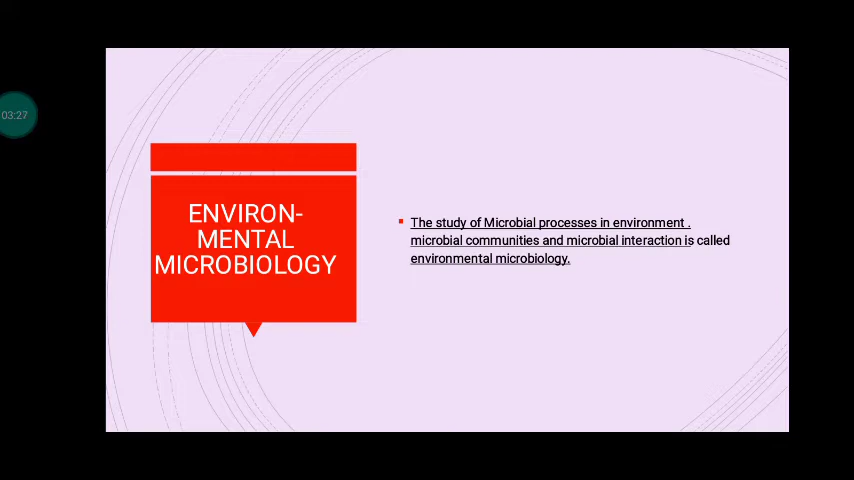 03:27
ENVIRON-
MENTAL
MICROBIOLOGY
The study of Microbial processes in environment .
microbial communities and microbial interaction is called
environmental microbiology.